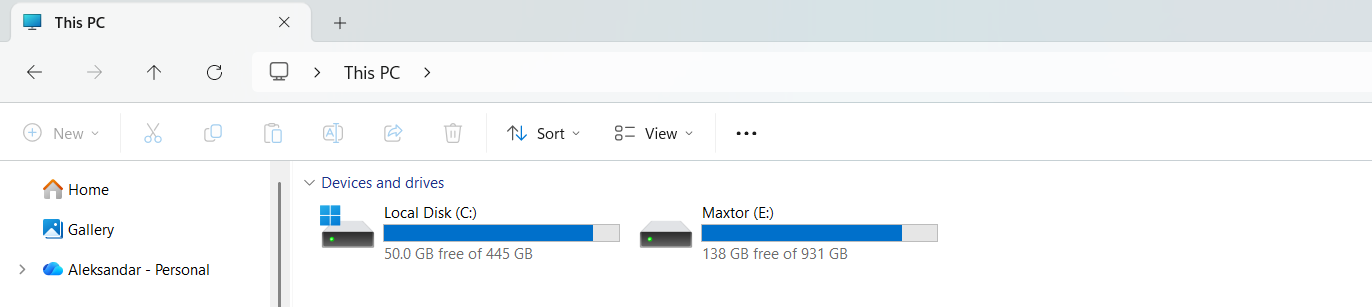 This PC
This PC
New
Sort
View
Home
Gallery
Aleksandar - Personal
Devices and drives
Local Disk (C:)
50.0 GB free of 445 GB
Maxtor (E:)
138 GB free of 931 GB